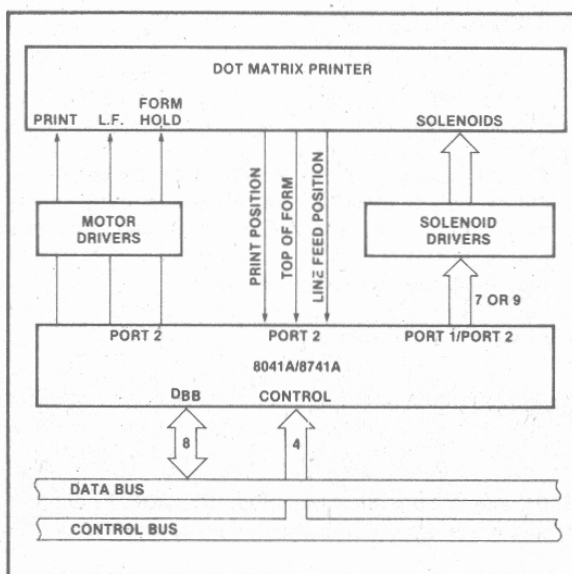 DOT MATRIX PRINTER
FORM
PRINT L.F. HOLD
SOLENOIDS
PRINT POSITION
TOP OF FORM
LINE FEED POSITION
MOTOR
DRIVERS
SOLENOID
DRIVERS
7 OR 9
PORT 2
PORT 2
PORT 1/PORT 2
8041A/8741A
DBB
CONTROL
8
4
DATA BUS
CONTROL BUS